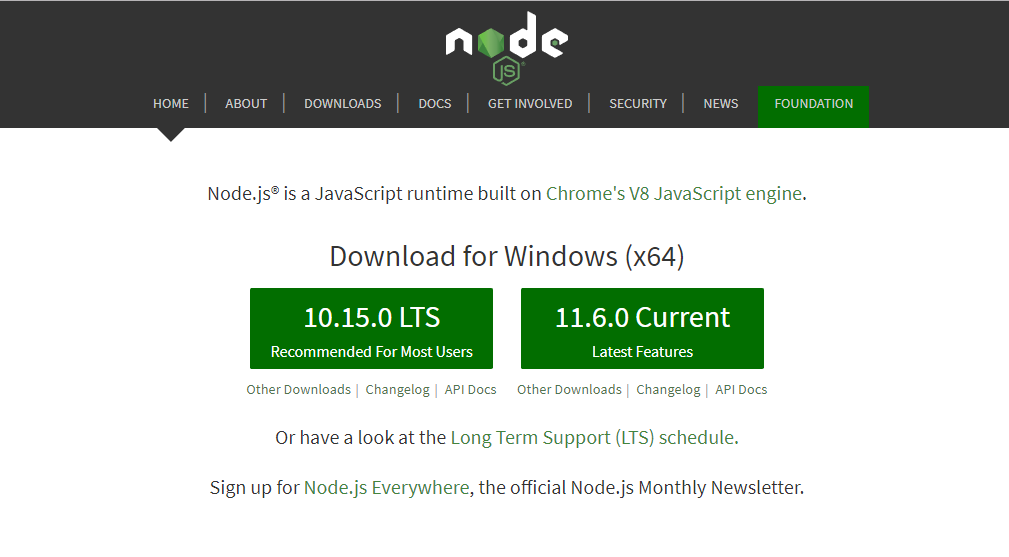 node
JS
HOME | ABOUT | DOWNLOADS | DOCS | GET INVOLVED | SECURITY | NEWS FOUNDATION
Node.js® is a JavaScript runtime built on Chrome's V8 JavaScript engine.
Download for Windows (x64)
10.15.0 LTS
Recommended For Most Users
11.6.0 Current
Latest Features
Other Downloads | Changelog | API Docs
Other Downloads | Changelog | API Docs
Or have a look at the Long Term Support (LTS) schedule.
Sign up for Node.js Everywhere, the official Node.js Monthly Newsletter.